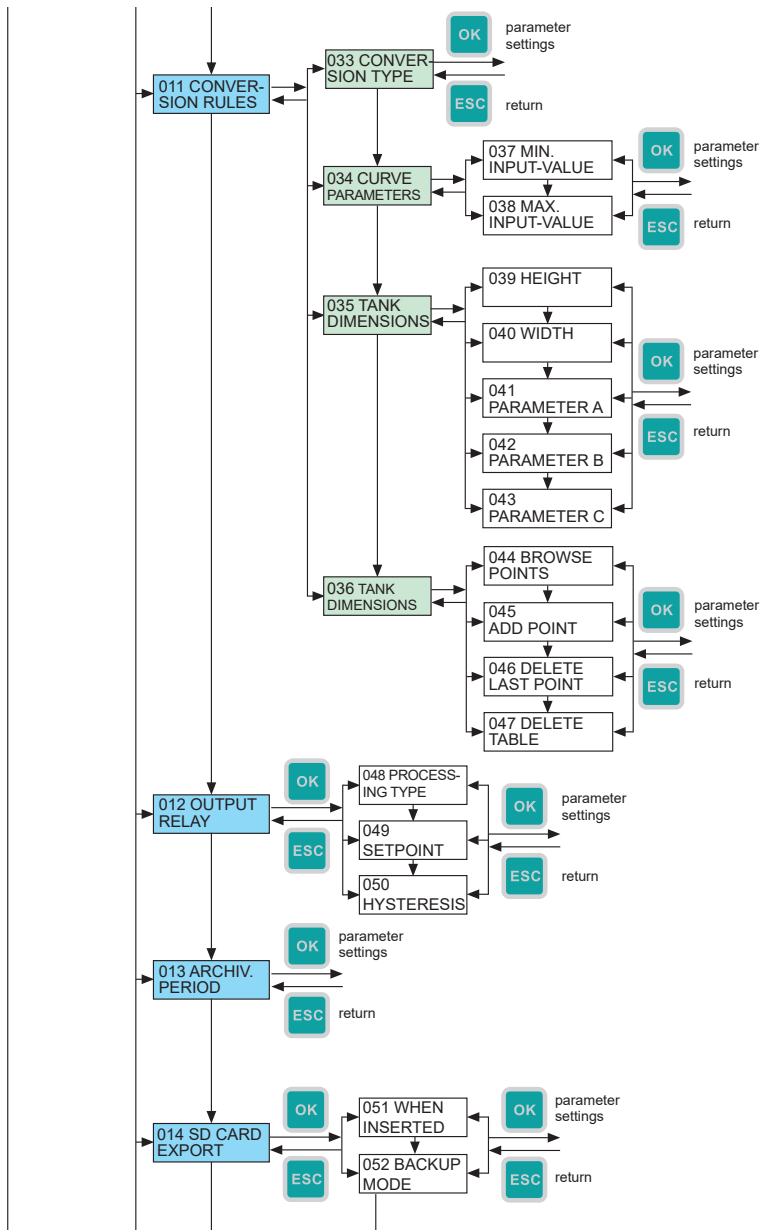 OK
parameter
settings
011 CONVER-
SION RULES
033 CONVER-
SION TYPE
ESC
return
034 CURVE
PARAMETERS
037 MIN.
INPUT-VALUE
038 MAX.
INPUT-VALUE
OK
parameter
settings
ESC
return
035 TANK
DIMENSIONS
039 HEIGHT
040 WIDTH
041
PARAMETER A
042
PARAMETER B
043
PARAMETER C
OK
parameter
settings
ESC
return
036 TANK
DIMENSIONS
044 BROWSE
POINTS
045
ADD POINT
046 DELETE
LAST POINT
047 DELETE
TABLE
OK
parameter
settings
ESC
return
012 OUTPUT
RELAY
OK
ESC
048 PROCESS-
ING TYPE
049
SETPOINT
050
HYSTERESIS
OK
parameter
settings
ESC
return
013 ARCHIV.
PERIOD
OK
parameter
settings
ESC
return
014 SD CARD
EXPORT
OK
ESC
051 WHEN
INSERTED
052 BACKUP
MODE
OK
parameter
settings
ESC
return